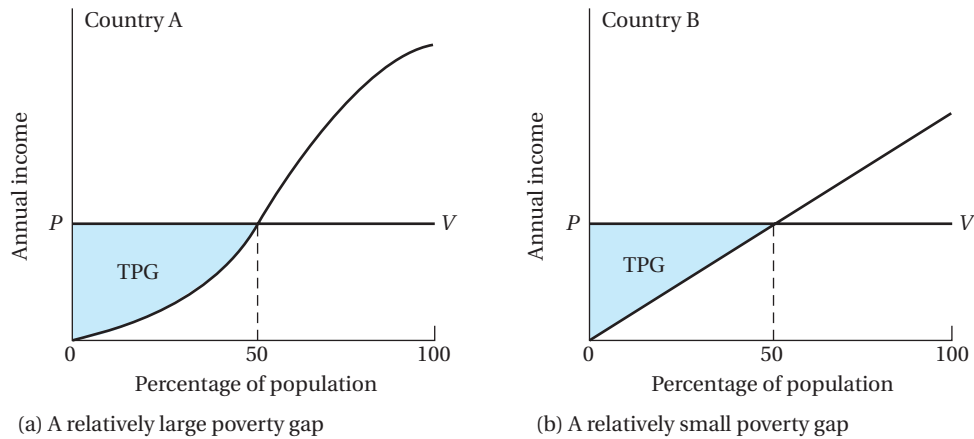 Country A
Annual income
P
V
TPG
0
50
100
Percentage of population
(a) A relatively large poverty gap
Country B
Annual income
P
V
TPG
0
50
100
Percentage of population
(b) A relatively small poverty gap